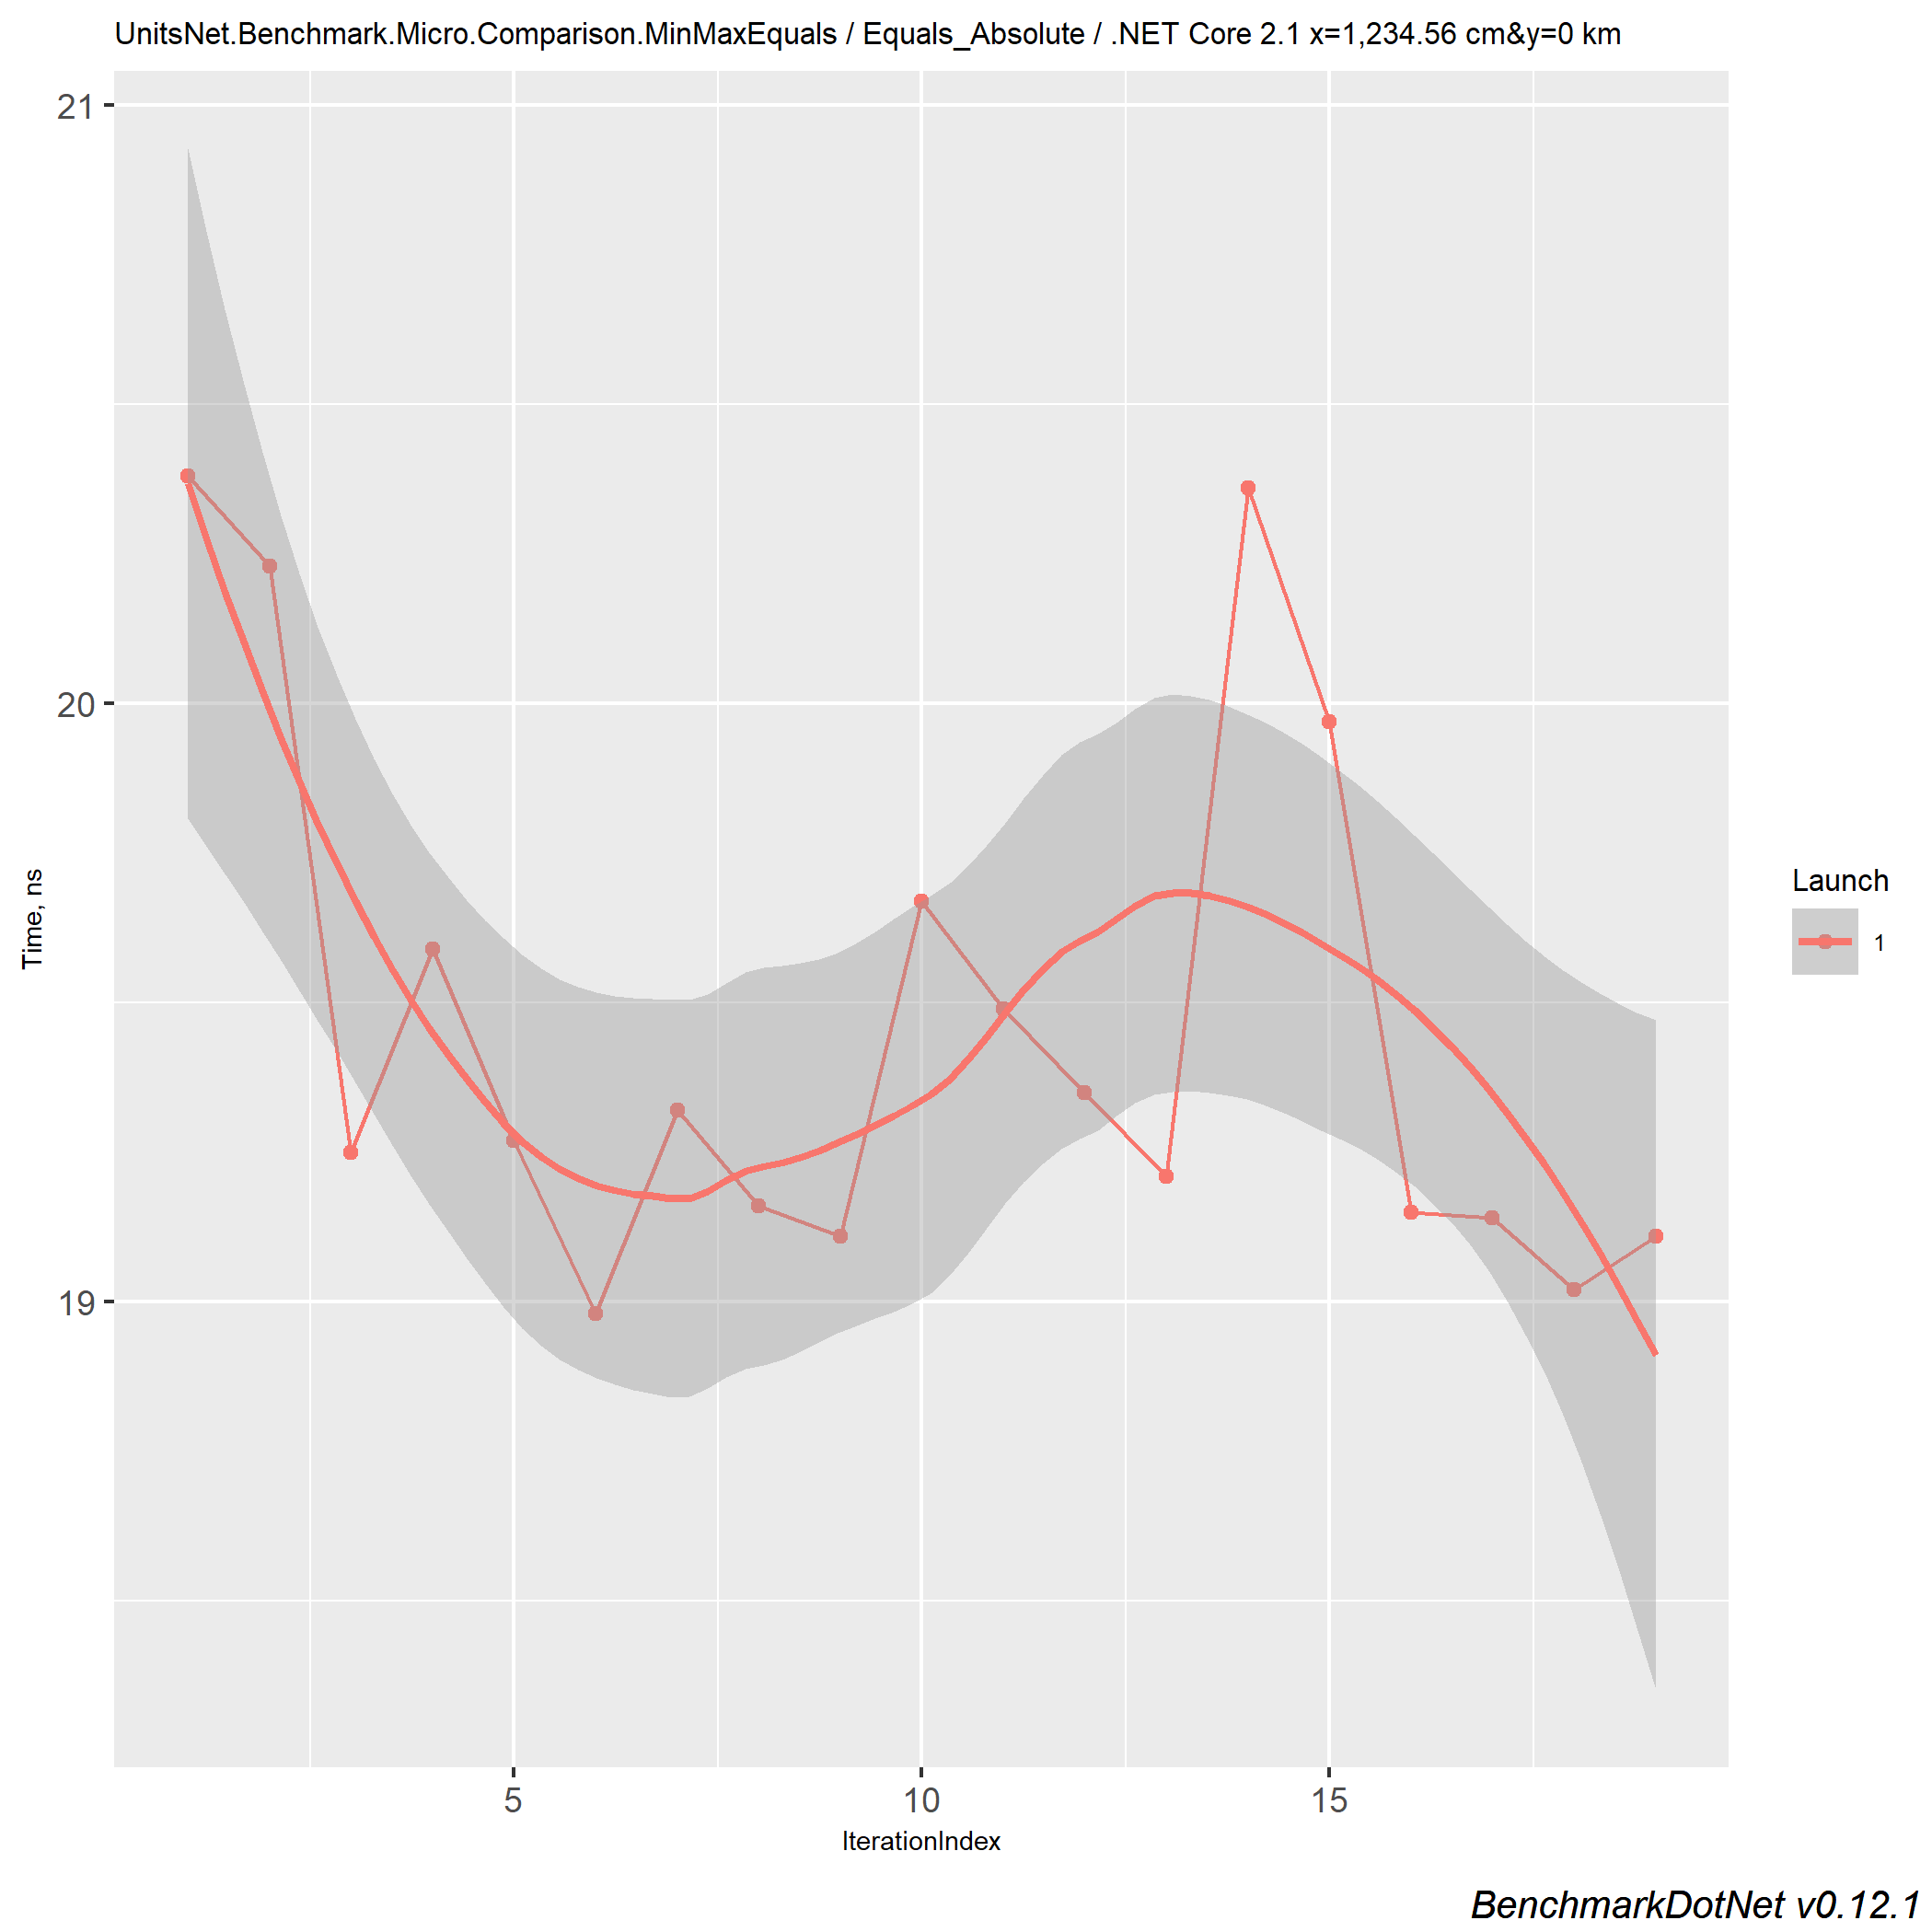 UnitsNet.Benchmark.Micro.Comparison.MinMaxEquals / Equals_Absolute / .NET Core 2.1 x=1,234.56 cm&y=0 km
21
20
19
Time, ns
5 10 15
IterationIndex
Launch
1
BenchmarkDotNet v0.12.1